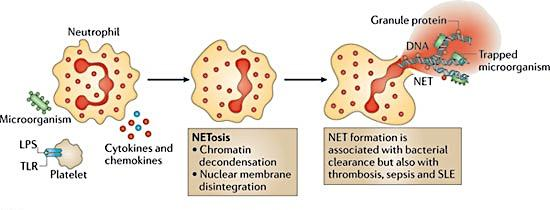 Neutrophil
Microorganism
LPS
TLR
Platelet
Cytokines and
chemokines
NETosis
• Chromatin
decondensation
• Nuclear membrane
disintegration
Granule protein
DNA
Trapped
microorganism
NET
NET formation is
associated with bacterial
clearance but also with
thrombosis, sepsis and SLE